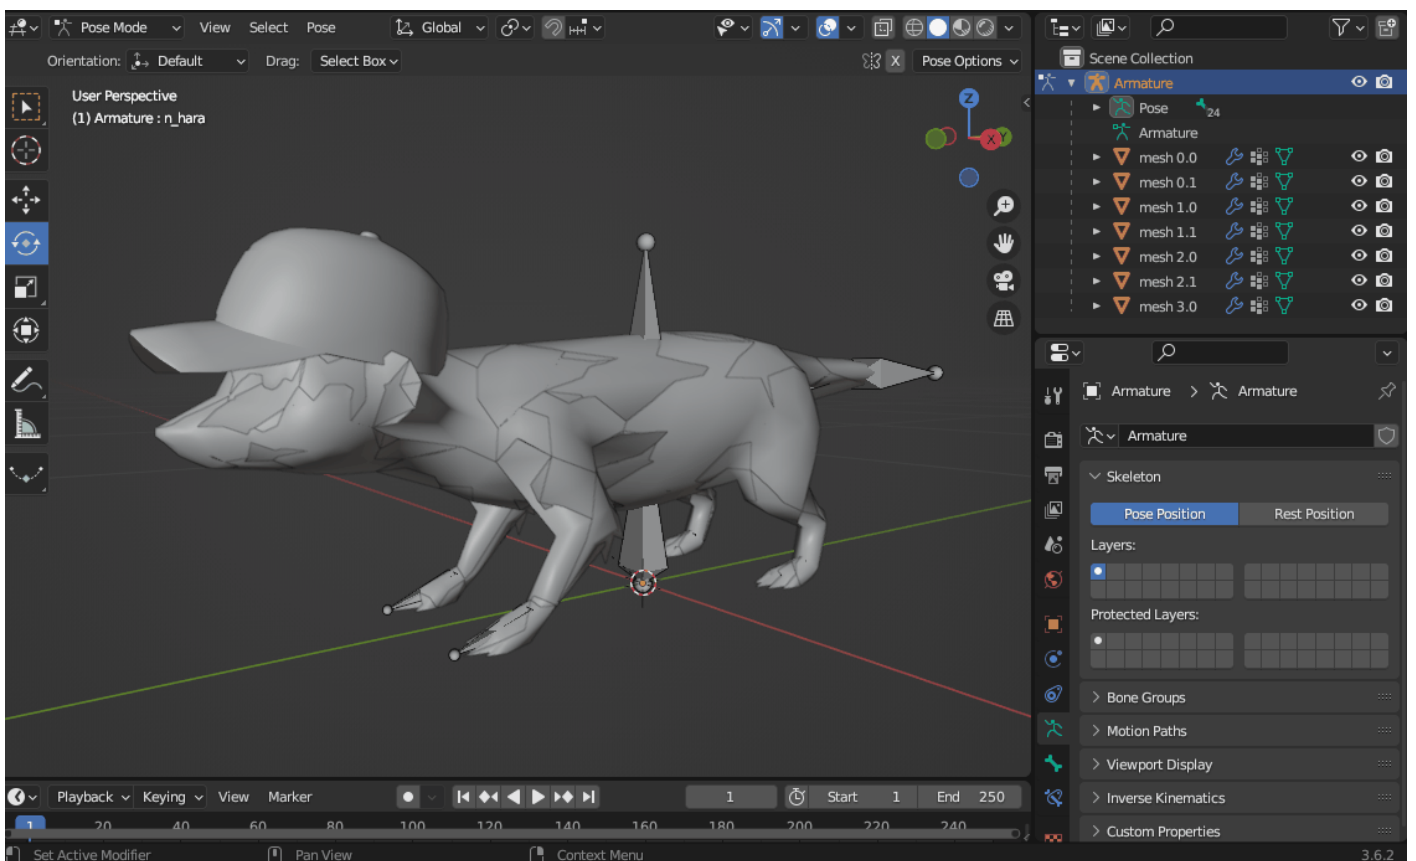 Pose Mode View Select Pose Global
Orientation: Default Drag: Select Box X Pose Options
User Perspective
(1) Armature : n_hara
Z
X
Y
Scene Collection
Armature
Pose 24
Armature
mesh 0.0
mesh 0.1
mesh 1.0
mesh 1.1
mesh 2.0
mesh 2.1
mesh 3.0
Armature > Armature
Armature
Skeleton
Pose Position Rest Position
Layers:
Protected Layers:
Bone Groups
Motion Paths
Viewport Display
Inverse Kinematics
Custom Properties
Playback Keying View Marker 1 Start 1 End 250
1 20 40 60 80 100 120 140 160 180 200 220 240
Set Active Modifier Pan View Context Menu 3.6.2